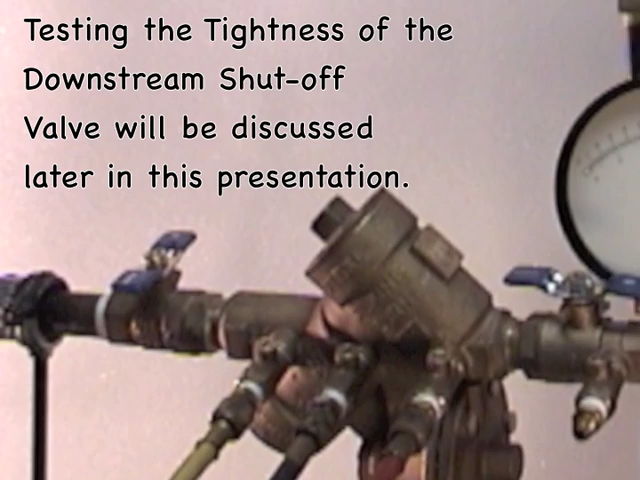 Testing the Tightness of the
Downstream Shut-off
Valve will be discussed
later in this presentation.